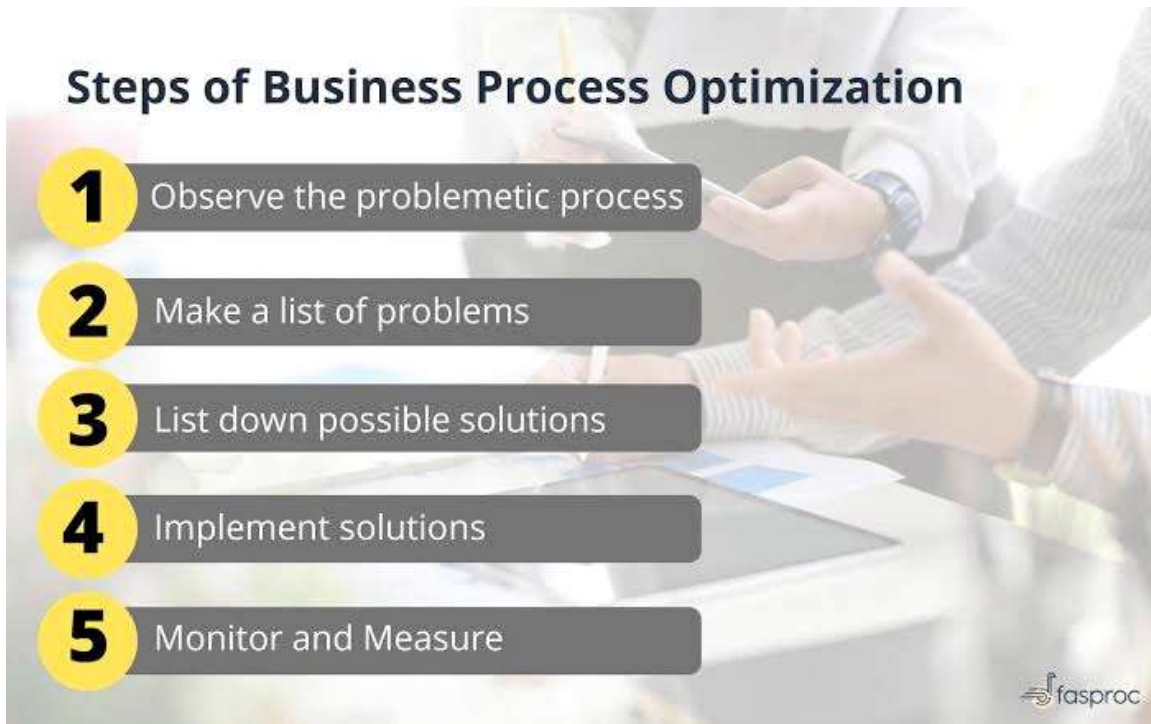 Steps of Business Process Optimization
1 Observe the problemetic process
2 Make a list of problems
3 List down possible solutions
4 Implement solutions
5 Monitor and Measure
fasproc